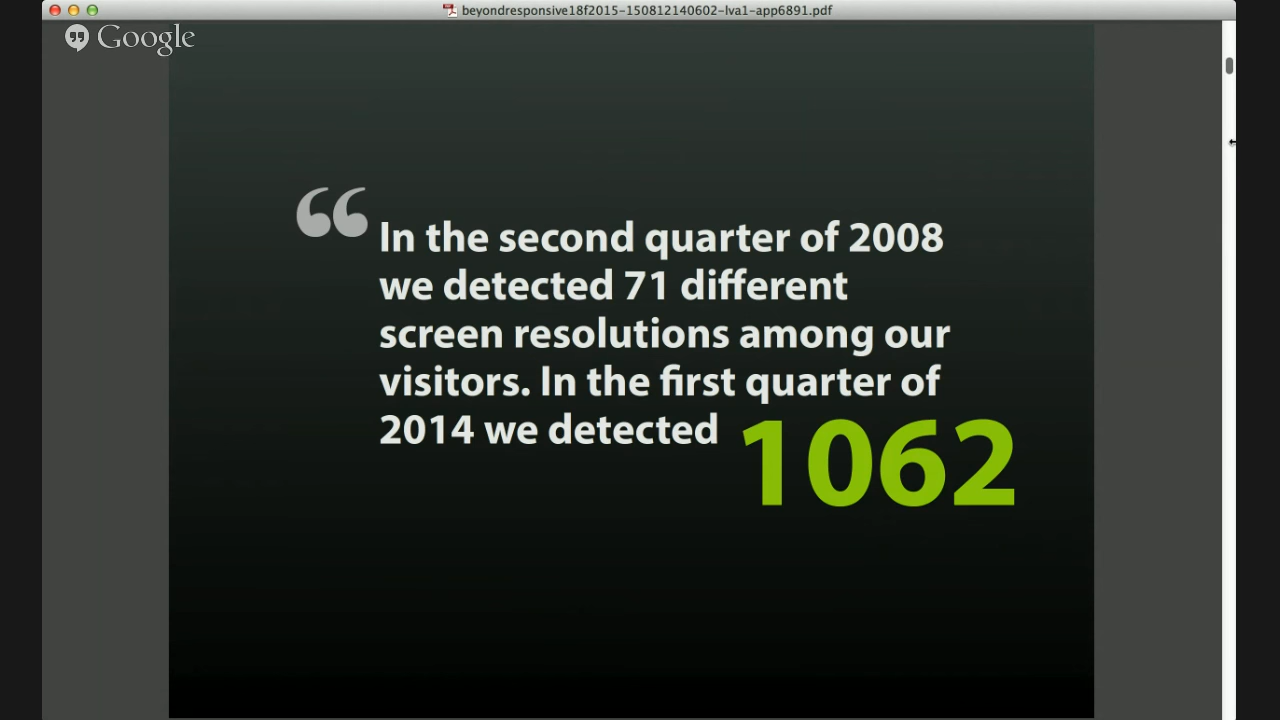 beyondresponsive18f2015-150812140602-lva1-app6891.pdf
Google
“
In the second quarter of 2008
we detected 71 different
screen resolutions among our
visitors. In the first quarter of
2014 we detected 1062